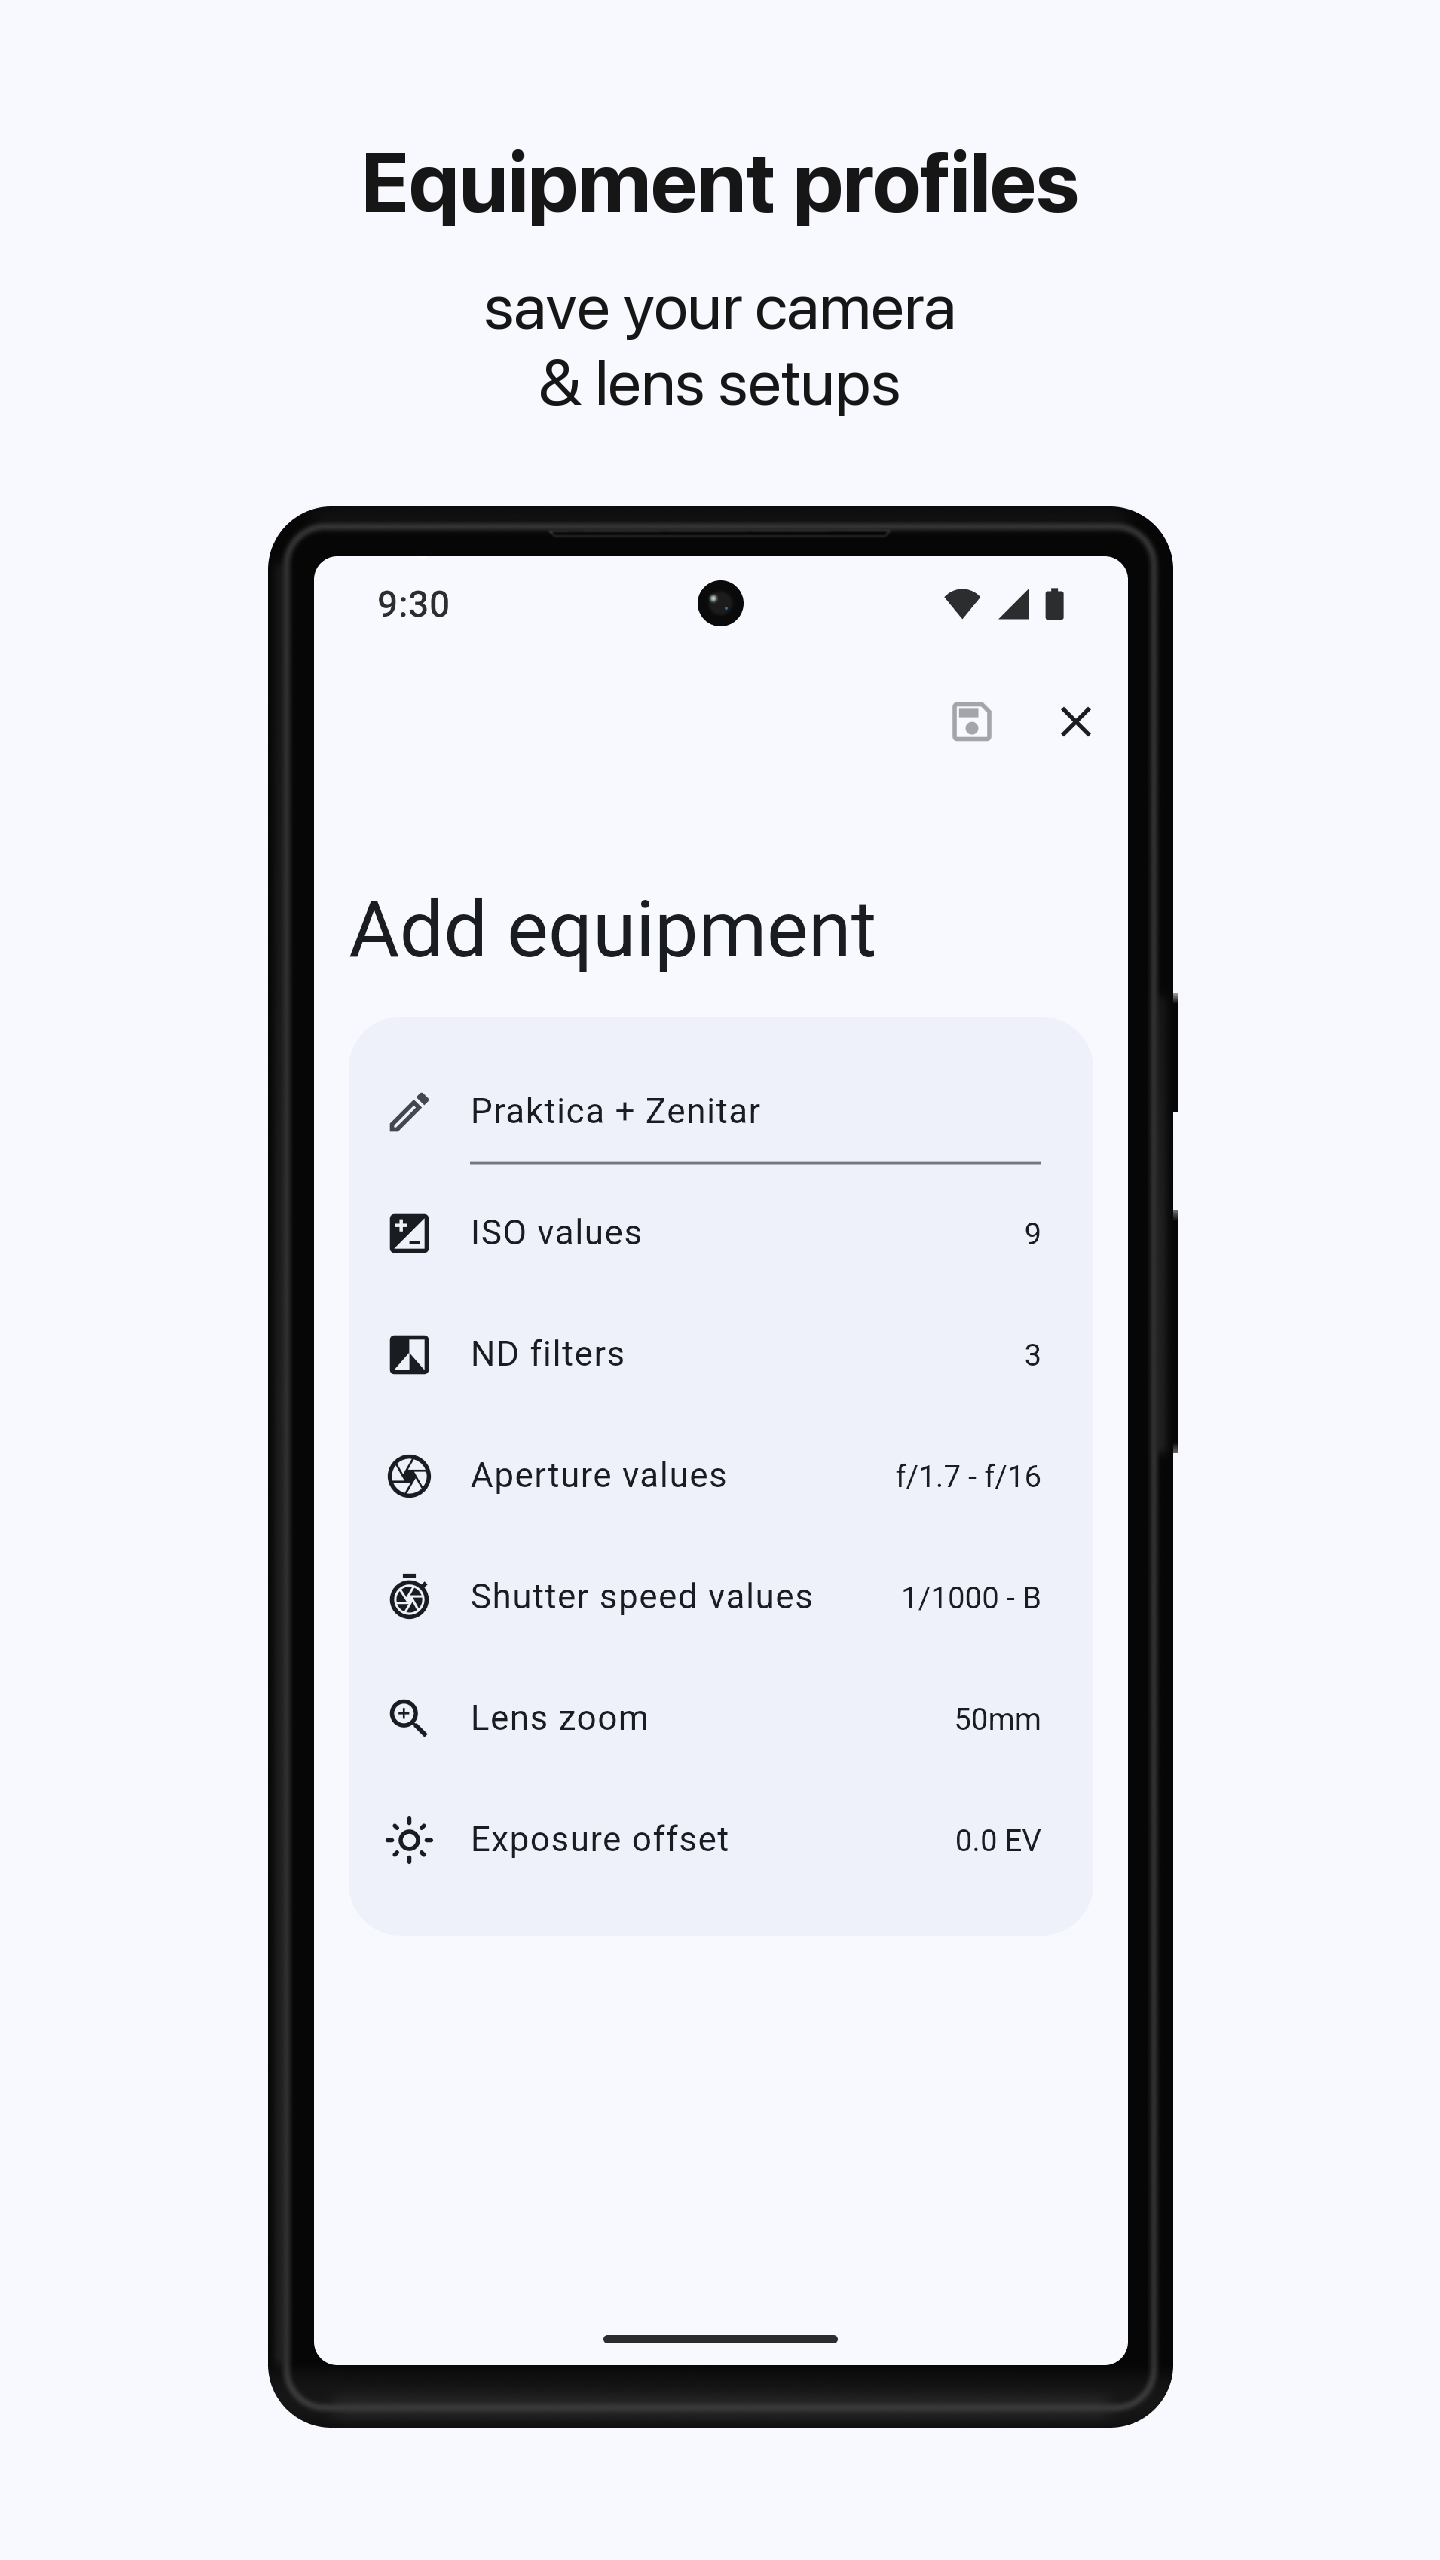 Equipment profiles
save your camera
& lens setups
9:30
Add equipment
Praktica + Zenitar
ISO values 9
ND filters 3
Aperture values f/1.7 - f/16
Shutter speed values 1/1000 - B
Lens zoom 50mm
Exposure offset 0.0 EV